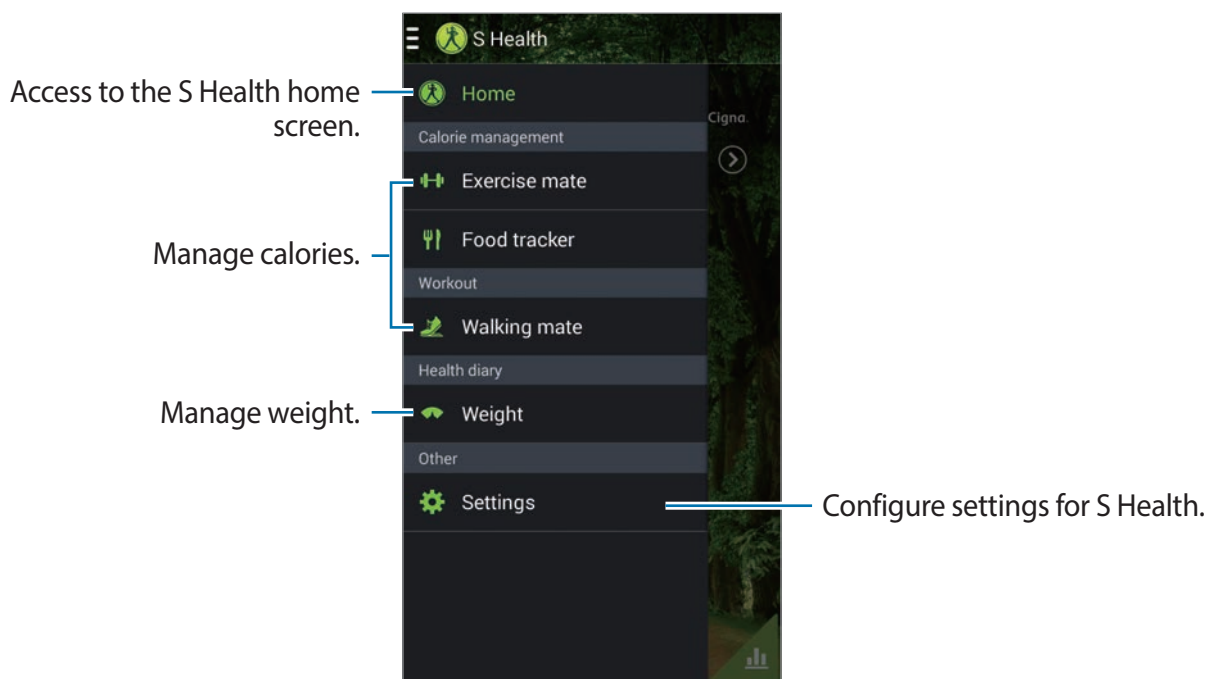 S Health
Access to the S Health home
screen.
Home
Cigna.
Calorie management
Exercise mate
Manage calories.
Food tracker
Workout
Walking mate
Health diary
Manage weight.
Weight
Other
Settings
Configure settings for S Health.